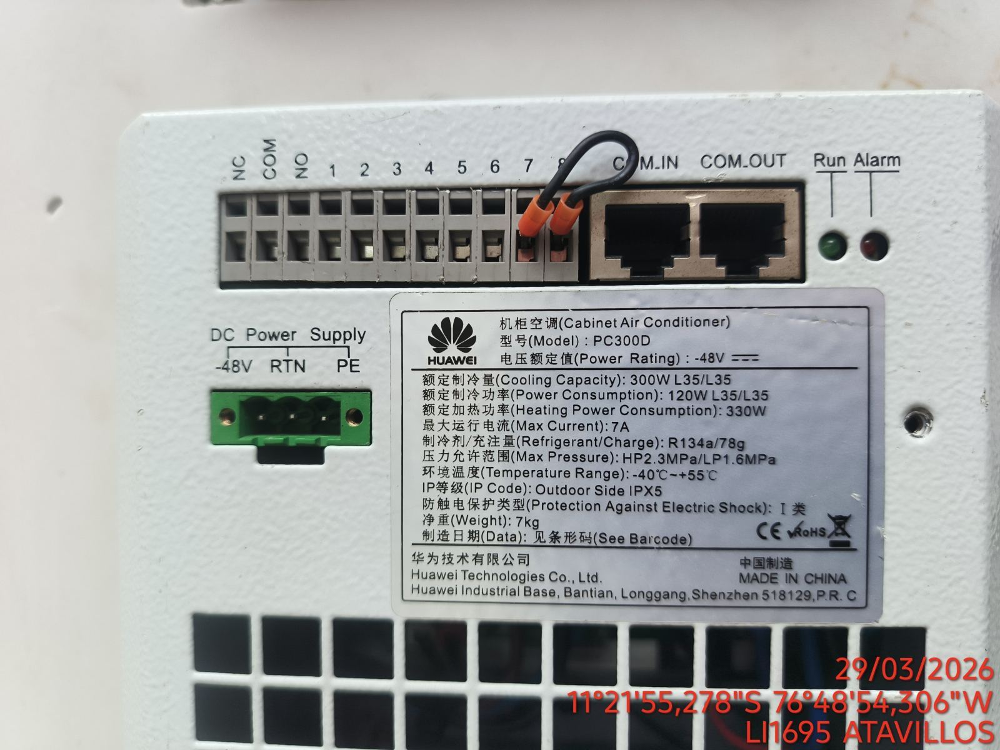 NC COM NO 1 2 3 4 5 6 7 8 COM-IN COM-OUT Run Alarm
DC Power Supply
-48V RTN PE
HUAWEI
机柜空调(Cabinet Air Conditioner)
型号(Model) : PC300D
电压额定值(Power Rating) : -48V
额定制冷量(Cooling Capacity): 300W L35/L35
额定制冷功率(Power Consumption): 120W L35/L35
额定加热功率(Heating Power Consumption): 330W
最大运行电流(Max Current): 7A
制冷剂/充注量(Refrigerant/Charge): R134a/78g
压力允许范围(Max Pressure): HP2.3MPa/LP1.6MPa
环境温度(Temperature Range): -40℃~+55℃
IP等级(IP Code): Outdoor Side IPX5
防触电保护类型(Protection Against Electric Shock): I 类
净重(Weight): 7kg
制造日期(Data): 见条形码(See Barcode)
CE RoHS
华为技术有限公司
Huawei Technologies Co., Ltd.
中国制造
MADE IN CHINA
Huawei Industrial Base, Bantian, Longgang,Shenzhen 518129,P.R. C
29/03/2026
11°21'55,278"S 76°48'54,306"W
LI1695 ATAVILLOS